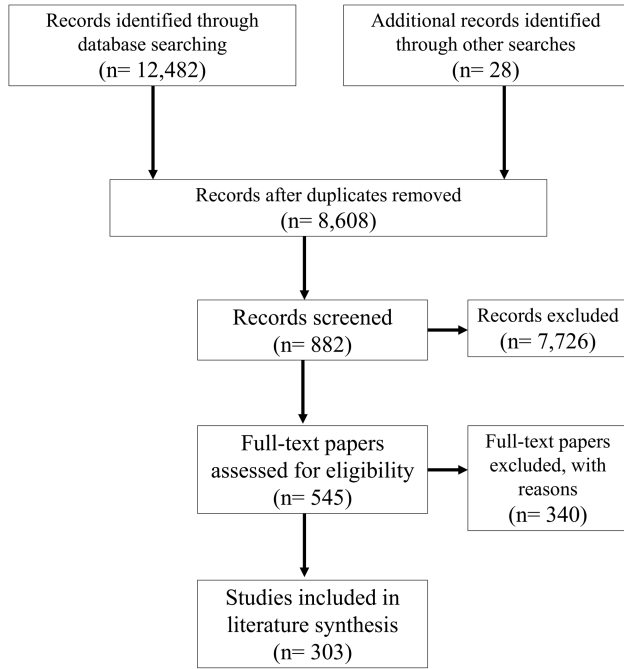 Records identified through
database searching
(n= 12,482)
Additional records identified
through other searches
(n= 28)
Records after duplicates removed
(n= 8,608)
Records screened
(n= 882)
Records excluded
(n= 7,726)
Full-text papers
assessed for eligibility
(n= 545)
Full-text papers
excluded, with
reasons
(n= 340)
Studies included in
literature synthesis
(n= 303)